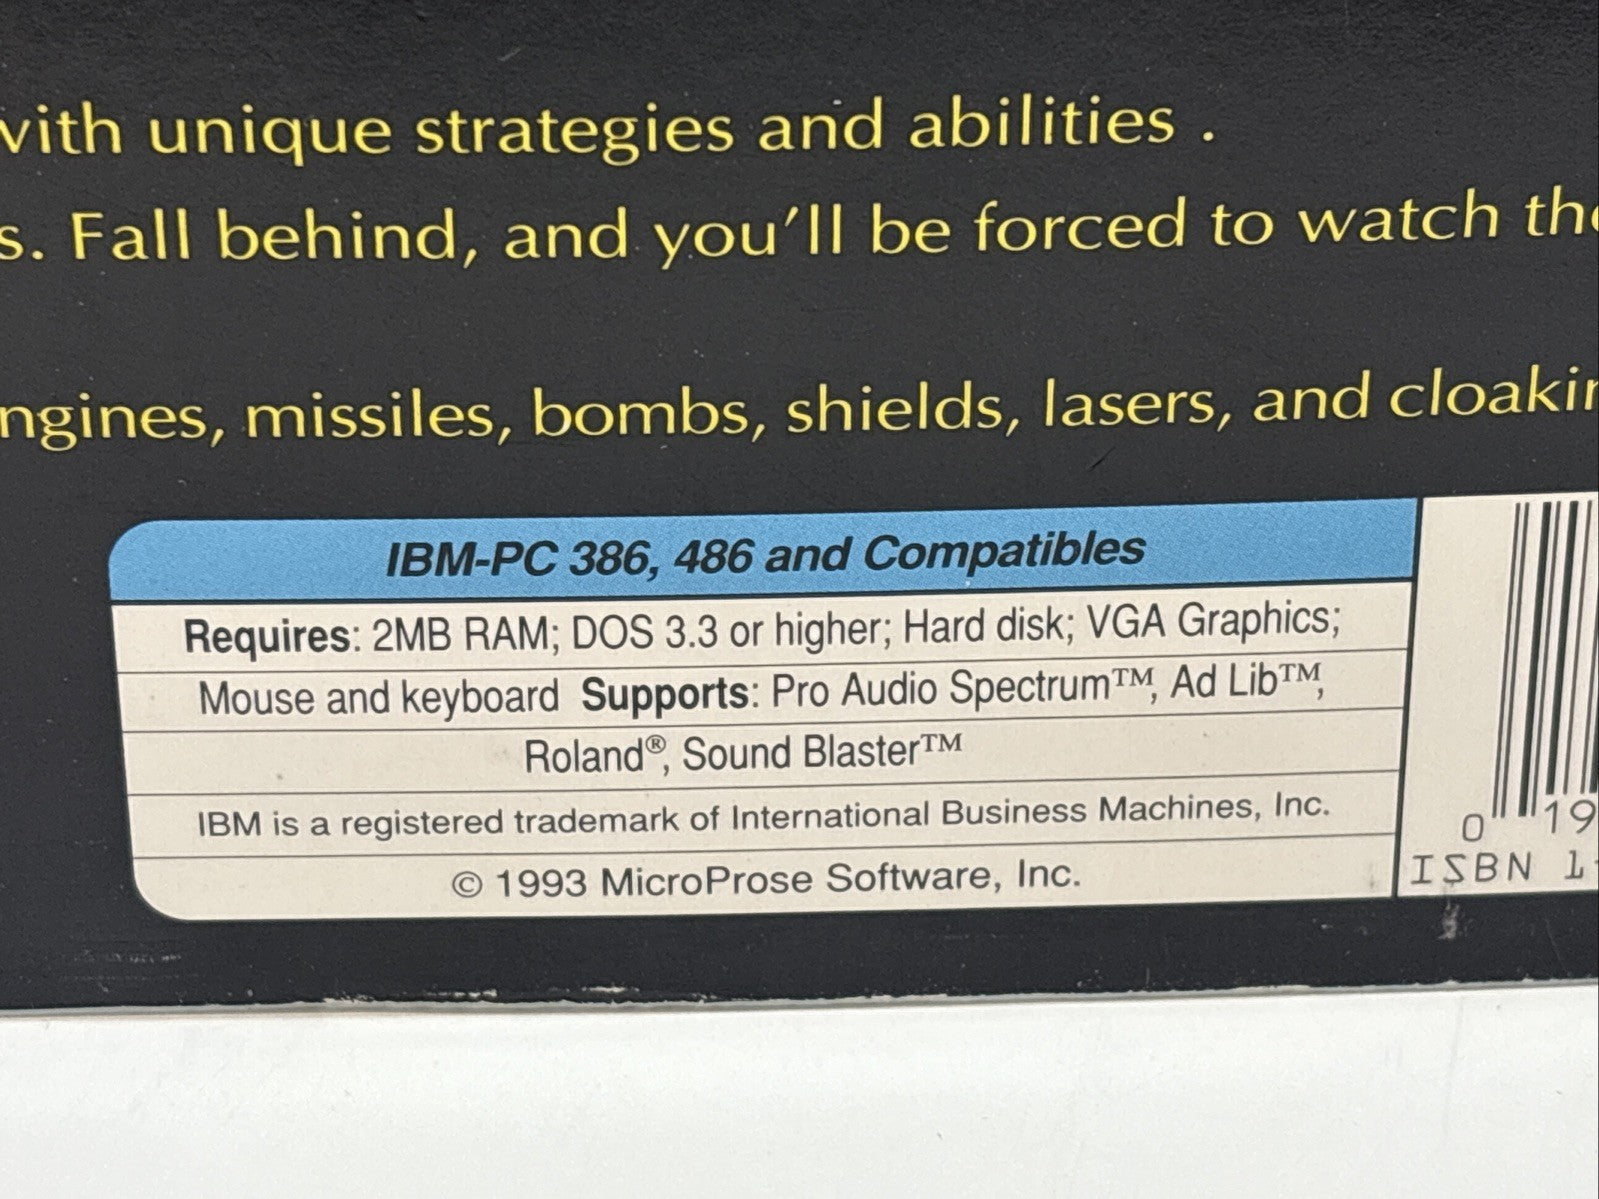 with unique strategies and abilities .
s. Fall behind, and you'll be forced to watch the
ngines, missiles, bombs, shields, lasers, and cloakin
IBM-PC 386, 486 and Compatibles
Requires: 2MB RAM; DOS 3.3 or higher; Hard disk; VGA Graphics;
Mouse and keyboard Supports: Pro Audio Spectrum™, Ad Lib™,
Roland®, Sound Blaster™
IBM is a registered trademark of International Business Machines, Inc.
© 1993 MicroProse Software, Inc.
0 19
ISBN 1-